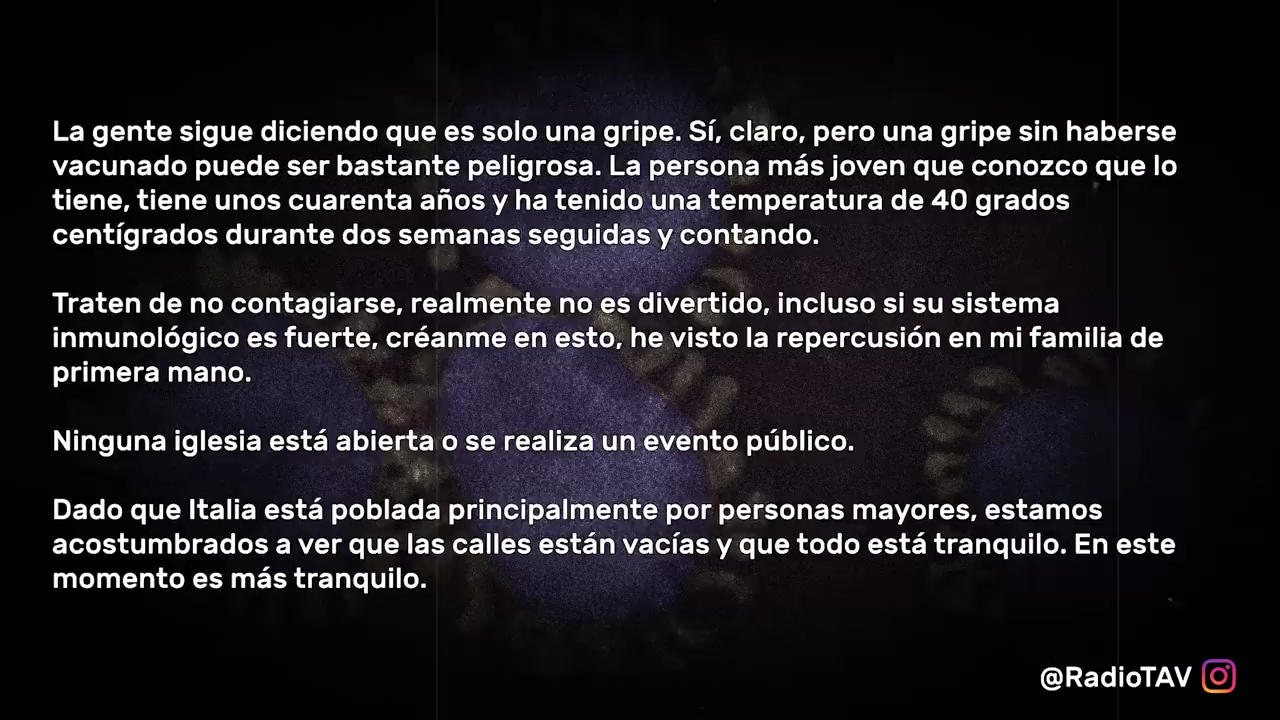 La gente sigue diciendo que es solo una gripe. Sí, claro, pero una gripe sin haberse
vacunado puede ser bastante peligrosa. La persona más joven que conozco que lo
tiene, tiene unos cuarenta años y ha tenido una temperatura de 40 grados
centígrados durante dos semanas seguidas y contando.
Traten de no contagiarse, realmente no es divertido, incluso si su sistema
inmunológico es fuerte, créanme en esto, he visto la repercusión en mi familia de
primera mano.
Ninguna iglesia está abierta o se realiza un evento público.
Dado que Italia está poblada principalmente por personas mayores, estamos
acostumbrados a ver que las calles están vacías y que todo está tranquilo. En este
momento es más tranquilo.
@RadioTAV